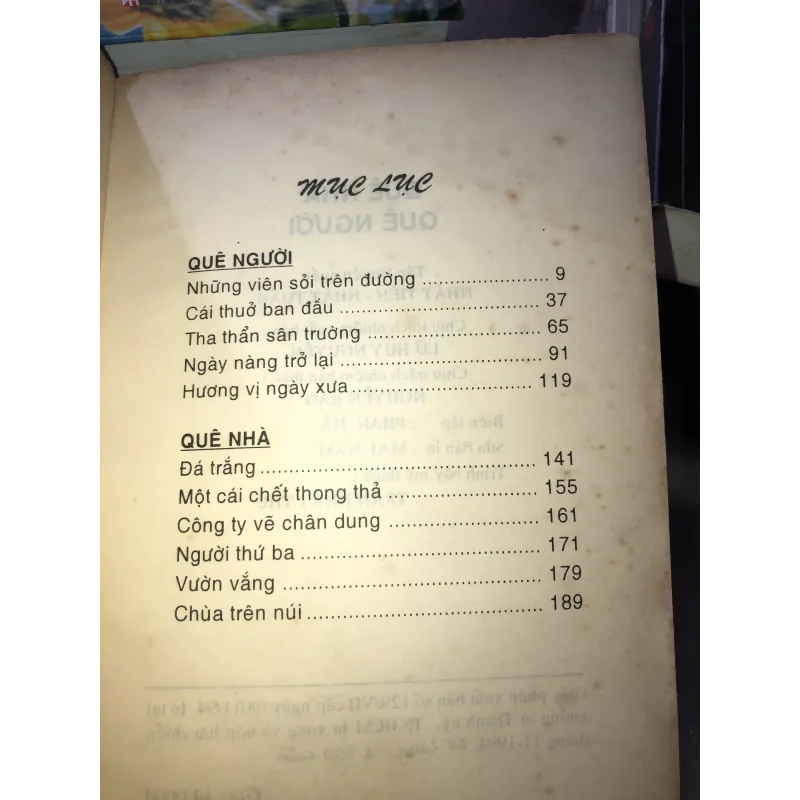 MỤC LỤC
QUÊ NGƯỜI
Những viên sỏi trên đường ........................ 9
Cái thuở ban đầu ........................ 37
Tha thẩn sân trường ........................ 65
Ngày nàng trở lại ........................ 91
Hương vị ngày xưa ........................ 119
QUÊ NHÀ
Đá trắng ........................ 141
Một cái chết thong thả ........................ 155
Công ty vẽ chân dung ........................ 161
Người thứ ba ........................ 171
Vườn vắng ........................ 179
Chùa trên núi ........................ 189